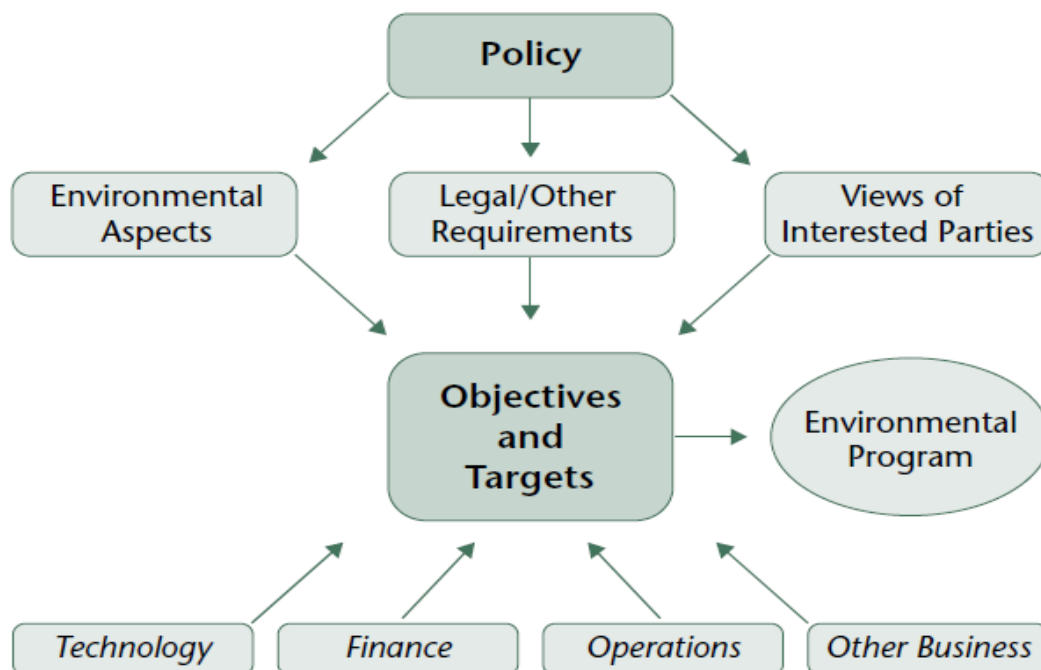 Policy
Environmental
Aspects
Legal/Other
Requirements
Views of
Interested Parties
Objectives
and
Targets
Environmental
Program
Technology
Finance
Operations
Other Business